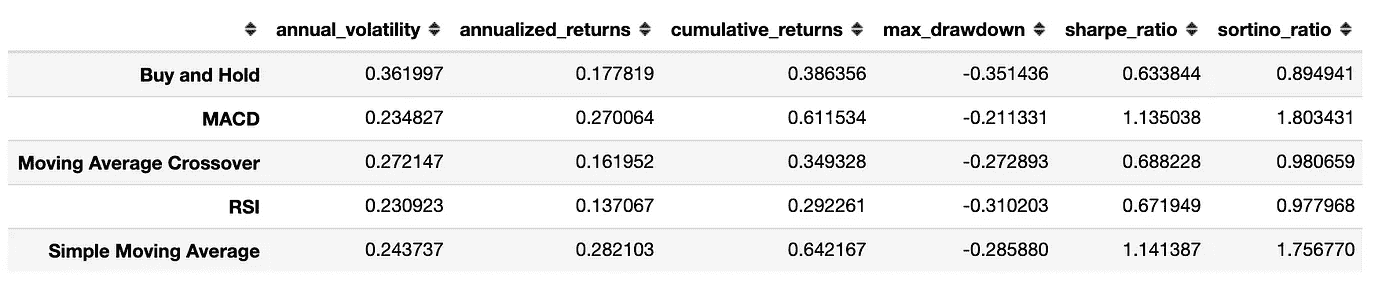 annual_volatility annualized_returns cumulative_returns max_drawdown sharpe_ratio sortino_ratio
Buy and Hold 0.361997 0.177819 0.386356 -0.351436 0.633844 0.894941
MACD 0.234827 0.270064 0.611534 -0.211331 1.135038 1.803431
Moving Average Crossover 0.272147 0.161952 0.349328 -0.272893 0.688228 0.980659
RSI 0.230923 0.137067 0.292261 -0.310203 0.671949 0.977968
Simple Moving Average 0.243737 0.282103 0.642167 -0.285880 1.141387 1.756770